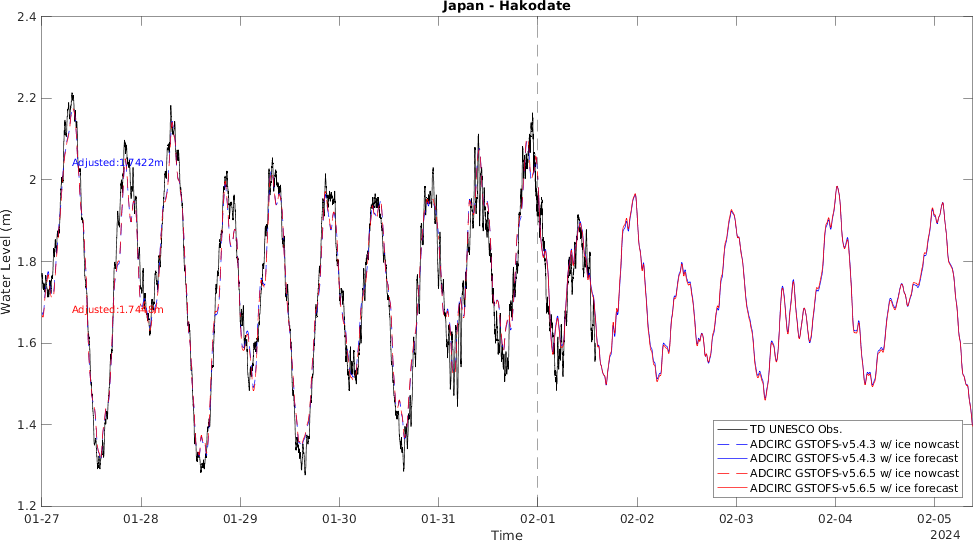 Japan - Hakodate
Water Level (m)
2.4
2.2
2
1.8
1.6
1.4
1.2
Adjusted:1.7422m
Adjusted:1.7448m
TD UNESCO Obs.
ADCIRC GSTOFS-v5.4.3 w/ ice nowcast
ADCIRC GSTOFS-v5.4.3 w/ ice forecast
ADCIRC GSTOFS-v5.6.5 w/ ice nowcast
ADCIRC GSTOFS-v5.6.5 w/ ice forecast
01-27 01-28 01-29 01-30 01-31 02-01 02-02 02-03 02-04 02-05
Time
2024